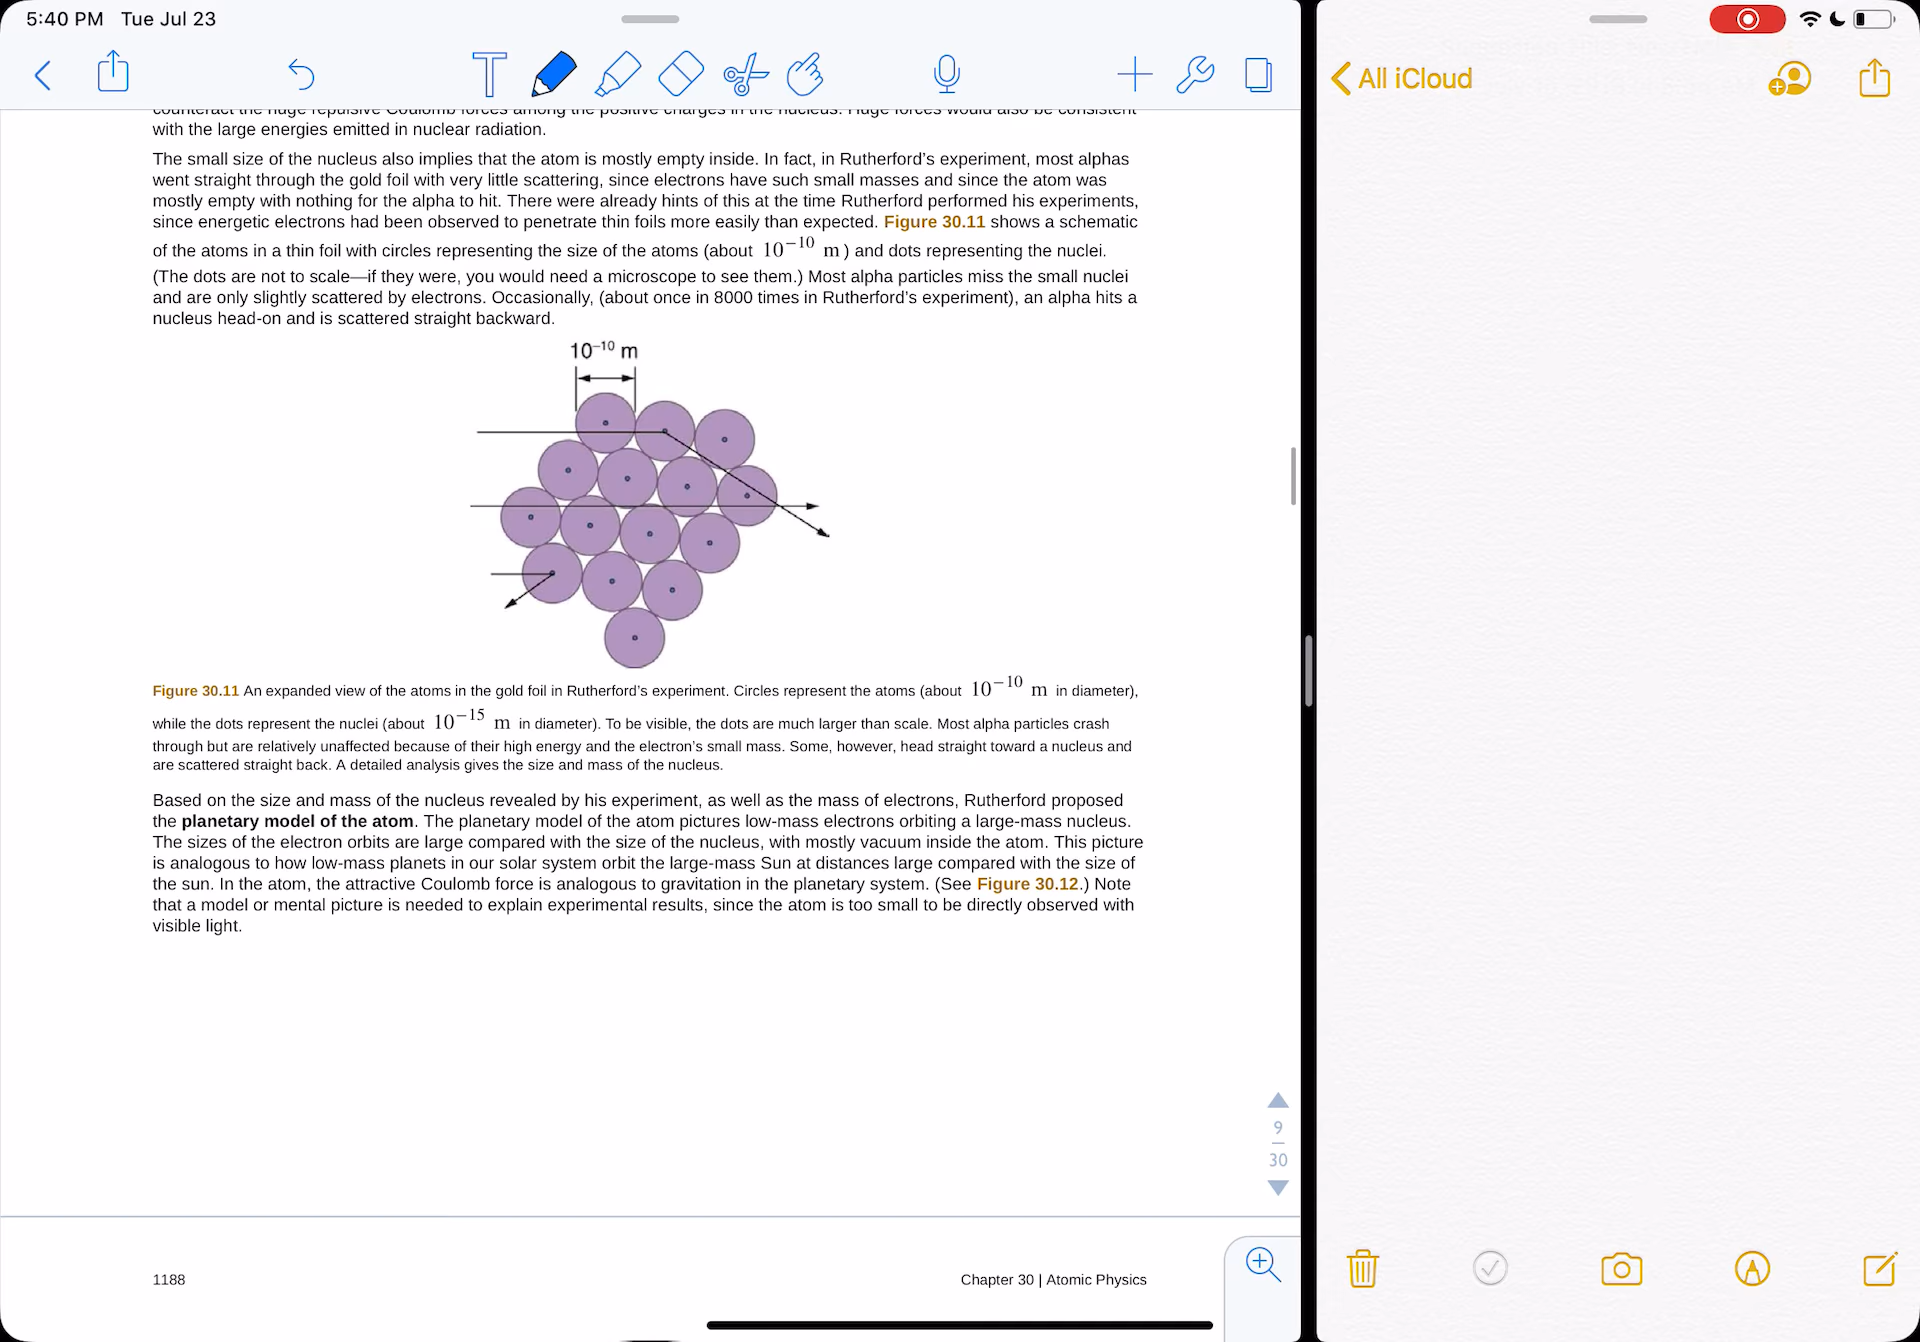 5:40 PM Tue Jul 23
All iCloud
counteract the huge repulsive Coulomb forces among the positive charges in the nucleus. Huge forces would also be consistent
with the large energies emitted in nuclear radiation.
The small size of the nucleus also implies that the atom is mostly empty inside. In fact, in Rutherford’s experiment, most alphas
went straight through the gold foil with very little scattering, since electrons have such small masses and since the atom was
mostly empty with nothing for the alpha to hit. There were already hints of this at the time Rutherford performed his experiments,
since energetic electrons had been observed to penetrate thin foils more easily than expected. Figure 30.11 shows a schematic
of the atoms in a thin foil with circles representing the size of the atoms (about 10⁻¹⁰ m ) and dots representing the nuclei.
(The dots are not to scale—if they were, you would need a microscope to see them.) Most alpha particles miss the small nuclei
and are only slightly scattered by electrons. Occasionally, (about once in 8000 times in Rutherford’s experiment), an alpha hits a
nucleus head-on and is scattered straight backward.
10⁻¹⁰ m
Figure 30.11 An expanded view of the atoms in the gold foil in Rutherford’s experiment. Circles represent the atoms (about 10⁻¹⁰ m in diameter),
while the dots represent the nuclei (about 10⁻¹⁵ m in diameter). To be visible, the dots are much larger than scale. Most alpha particles crash
through but are relatively unaffected because of their high energy and the electron’s small mass. Some, however, head straight toward a nucleus and
are scattered straight back. A detailed analysis gives the size and mass of the nucleus.
Based on the size and mass of the nucleus revealed by his experiment, as well as the mass of electrons, Rutherford proposed
the planetary model of the atom. The planetary model of the atom pictures low-mass electrons orbiting a large-mass nucleus.
The sizes of the electron orbits are large compared with the size of the nucleus, with mostly vacuum inside the atom. This picture
is analogous to how low-mass planets in our solar system orbit the large-mass Sun at distances large compared with the size of
the sun. In the atom, the attractive Coulomb force is analogous to gravitation in the planetary system. (See Figure 30.12.) Note
that a model or mental picture is needed to explain experimental results, since the atom is too small to be directly observed with
visible light.
9
30
1188
Chapter 30 | Atomic Physics